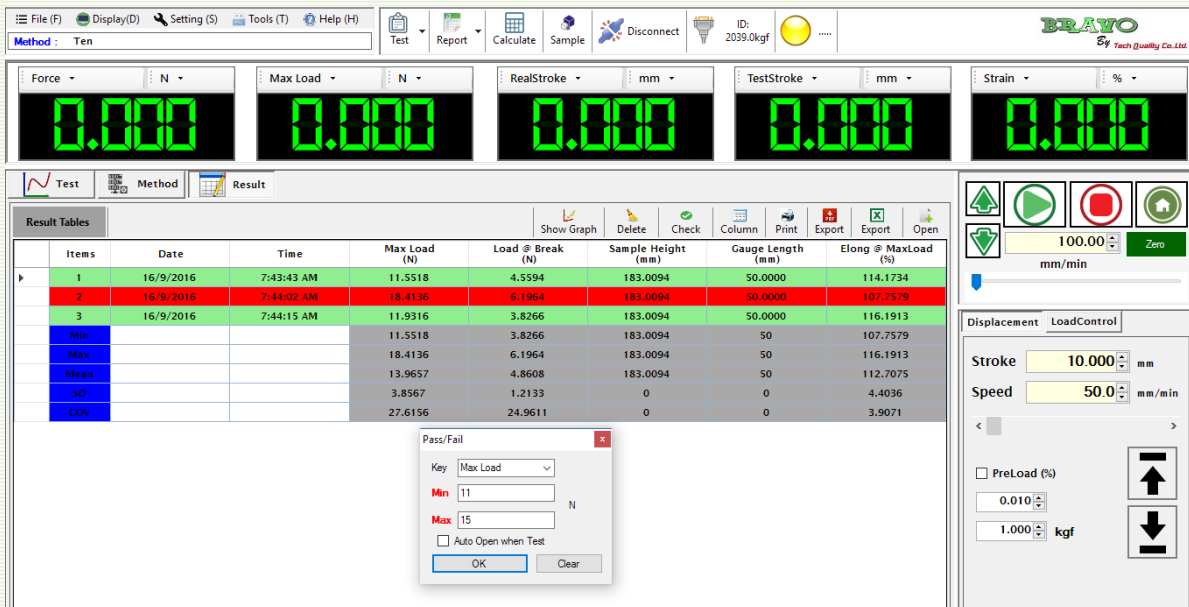 File (F) Display(D) Setting (S) Tools (T) Help (H)
Method : Ten
Test Report Calculate Sample Disconnect ID: 2039.0kgf .....
BRAVO
By Tech Quality Co.Ltd.
Force N Max Load N RealStroke mm TestStroke mm Strain %
0.000 0.000 0.000 0.000 0.000
Test Method Result
Result Tables
Show Graph Delete Check Column Print Export Export Open
Items Date Time Max Load (N) Load @ Break (N) Sample Height (mm) Gauge Length (mm) Elong @ MaxLoad (%)
1 16/9/2016 7:43:43 AM 11.5518 4.5594 183.0094 50.0000 114.1734
2 16/9/2016 7:44:02 AM 18.4136 6.1964 183.0094 50.0000 107.7579
3 16/9/2016 7:44:15 AM 11.9316 3.8266 183.0094 50.0000 116.1913
Min 11.5518 3.8266 183.0094 50 107.7579
Max 18.4136 6.1964 183.0094 50 116.1913
Mean 13.9657 4.8608 183.0094 50 112.7075
SD 3.8567 1.2133 0 0 4.4036
COV 27.6156 24.9611 0 0 3.9071
Pass/Fail
Key Max Load
Min 11
N
Max 15
Auto Open when Test
OK Clear
100.00 Zero
mm/min
Displacement LoadControl
Stroke 10.000 mm
Speed 50.0 mm/min
PreLoad (%)
0.010
1.000 kgf